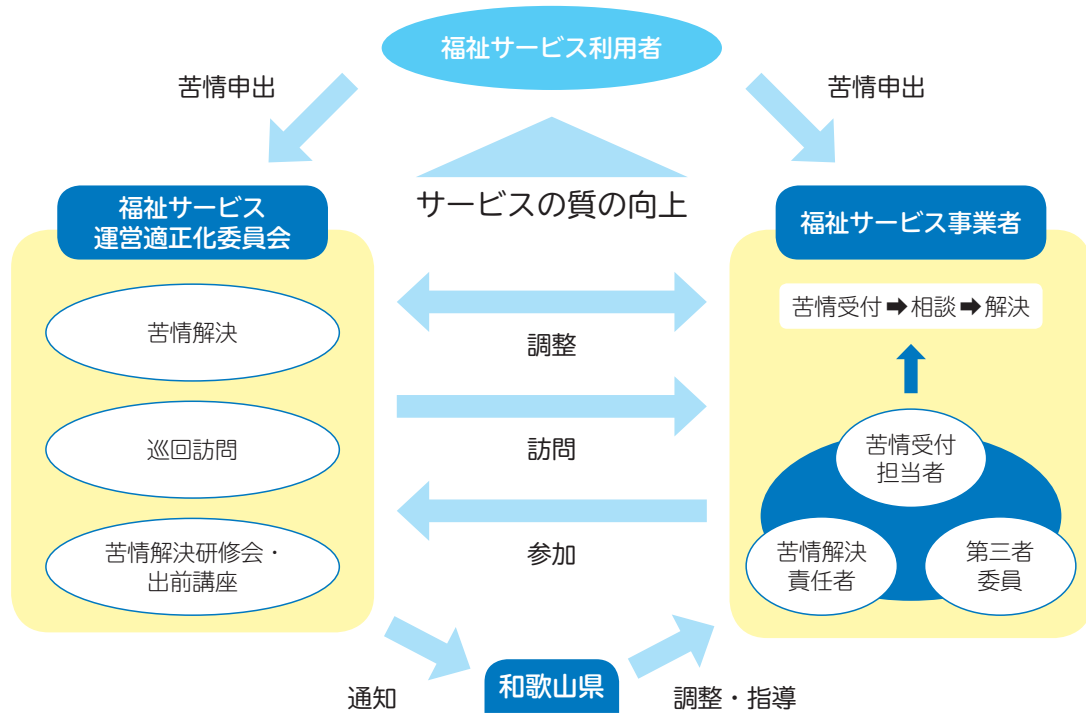 福祉サービス利用者
苦情申出
苦情申出
サービスの質の向上
福祉サービス
運営適正化委員会
苦情解決
巡回訪問
苦情解決研修会・
出前講座
調整
訪問
参加
福祉サービス事業者
苦情受付➡相談➡解決
苦情受付
担当者
苦情解決
責任者
第三者
委員
通知
和歌山県
調整・指導